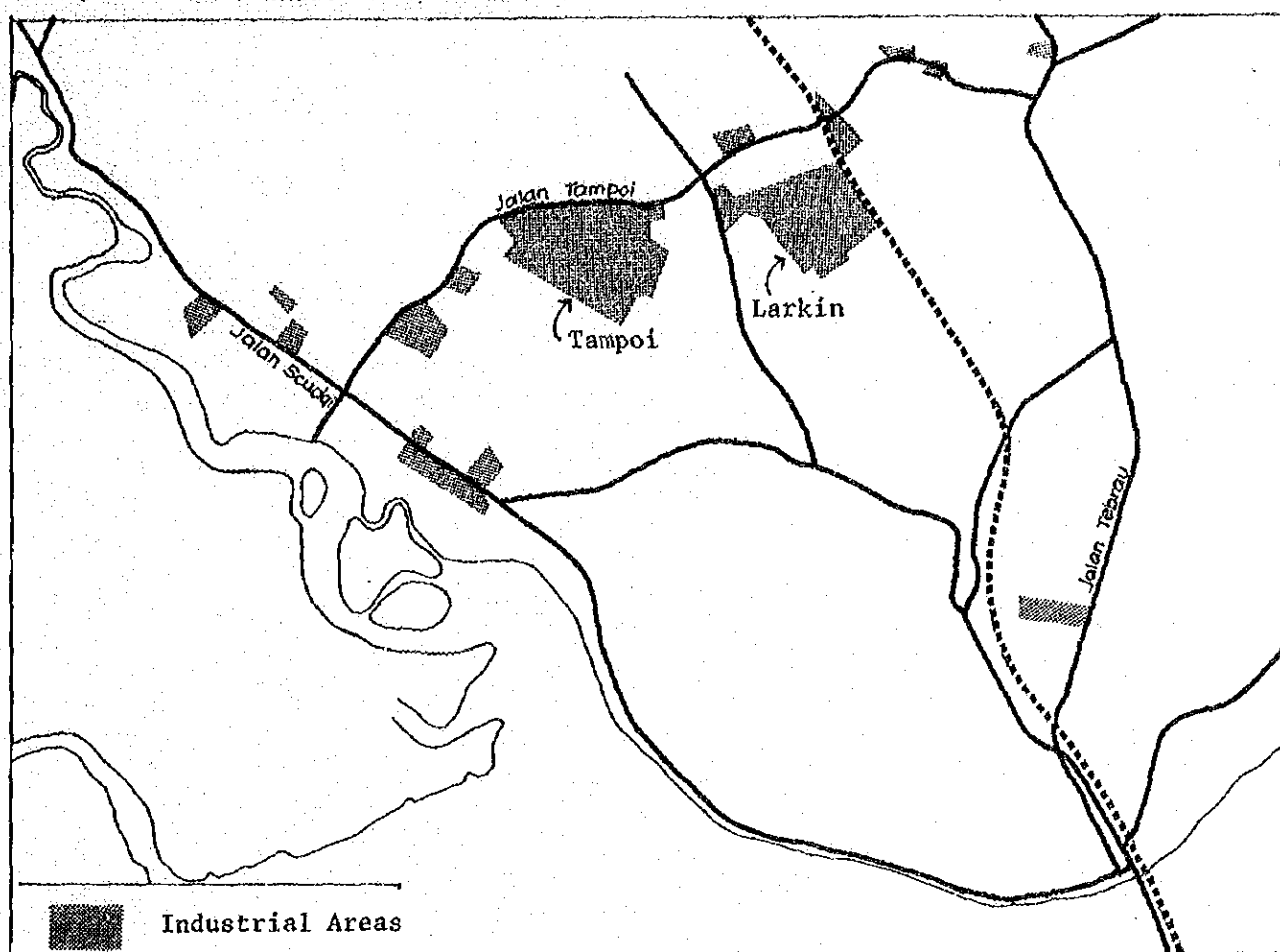 Jalan Tampoi
Larkin
Tampoi
Jalan Scudai
Jalan Tebrau
Industrial Areas